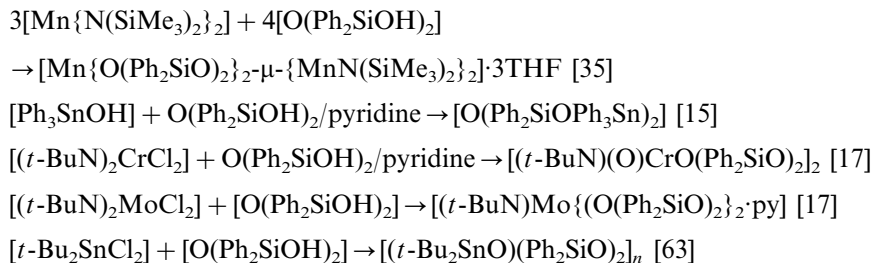 3[Mn{N(SiMe₃)₂}₂] + 4[O(Ph₂SiOH)₂]
→[Mn{O(Ph₂SiO)₂}₂-μ-{MnN(SiMe₃)₂}₂]·3THF [35]
[Ph₃SnOH] + O(Ph₂SiOH)₂/pyridine→[O(Ph₂SiOPh₃Sn)₂] [15]
[(t-BuN)₂CrCl₂] + O(Ph₂SiOH)₂/pyridine→[(t-BuN)(O)CrO(Ph₂SiO)₂]₂ [17]
[(t-BuN)₂MoCl₂] + [O(Ph₂SiOH)₂]→[(t-BuN)Mo{(O(Ph₂SiO)₂}₂·py] [17]
[t-Bu₂SnCl₂] + [O(Ph₂SiOH)₂]→[(t-Bu₂SnO)(Ph₂SiO)₂]ₙ [63]